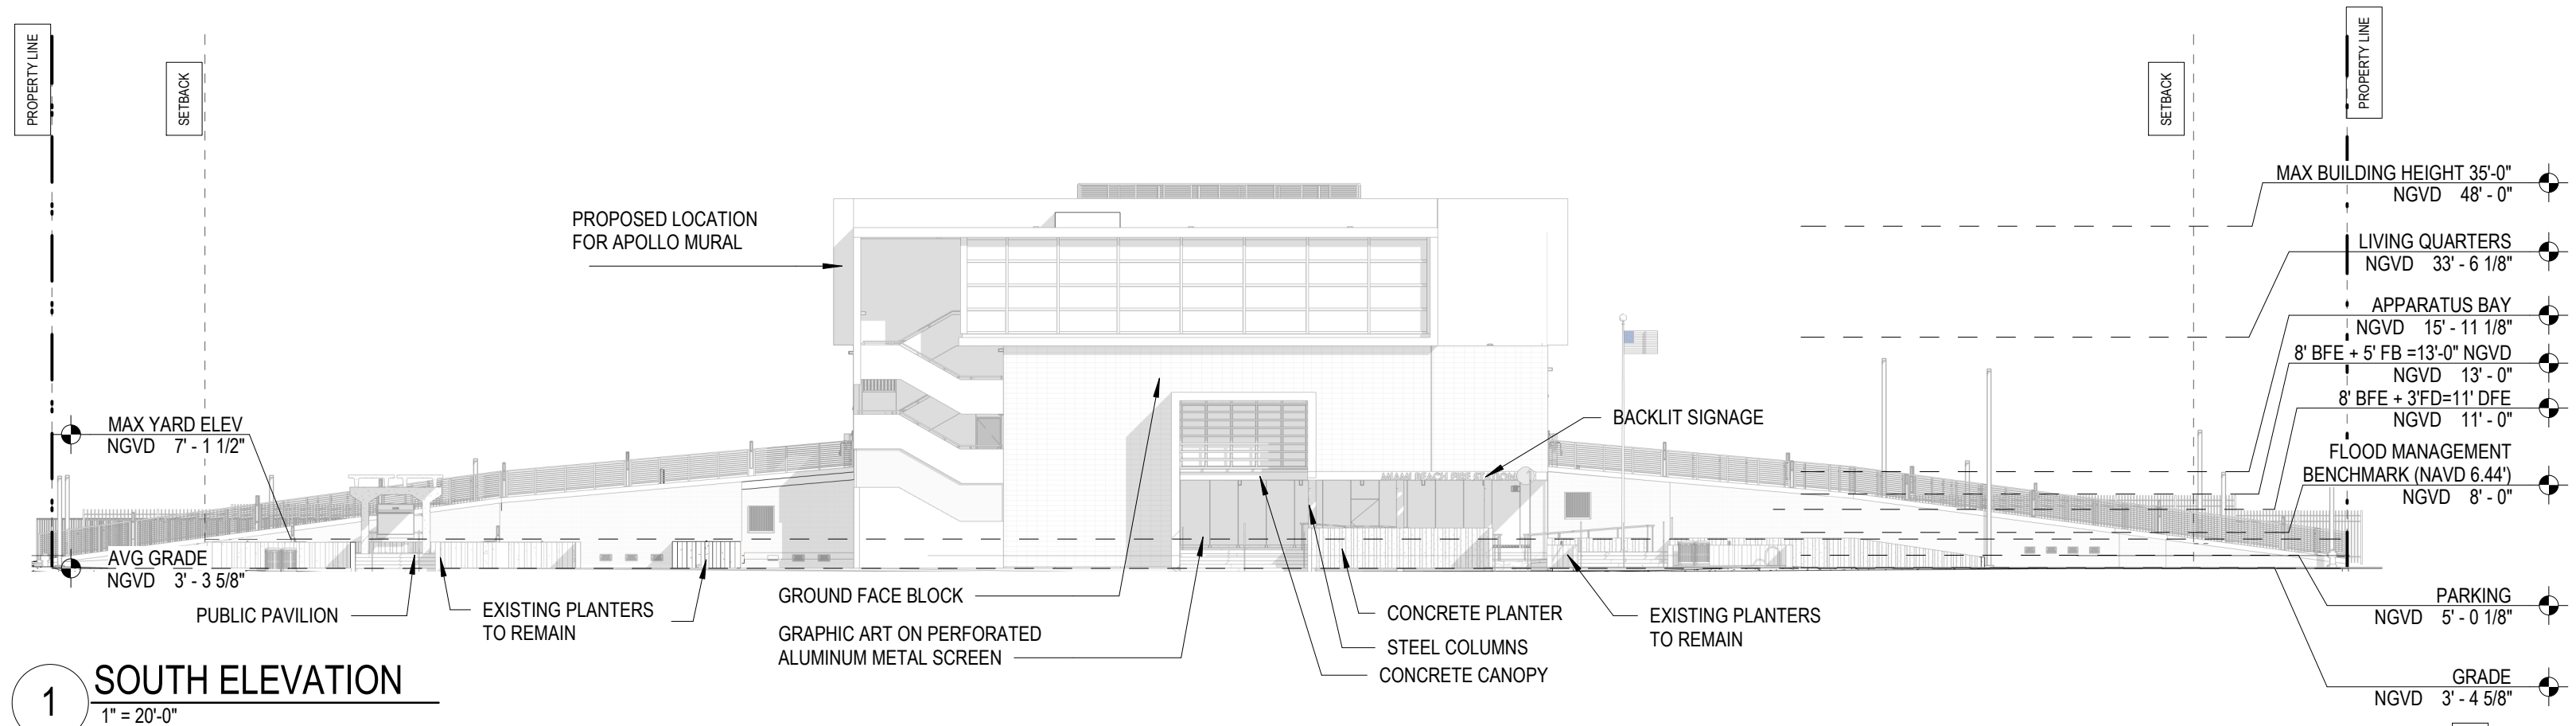 PROPERTY LINE
SETBACK
SETBACK
PROPERTY LINE
MAX BUILDING HEIGHT 35'-0"
NGVD 48' - 0"
PROPOSED LOCATION
FOR APOLLO MURAL
LIVING QUARTERS
NGVD 33' - 6 1/8"
APPARATUS BAY
NGVD 15' - 11 1/8"
8' BFE + 5' FB =13'-0" NGVD
NGVD 13' - 0"
8' BFE + 3'FD=11' DFE
NGVD 11' - 0"
BACKLIT SIGNAGE
MAX YARD ELEV
NGVD 7' - 1 1/2"
FLOOD MANAGEMENT
BENCHMARK (NAVD 6.44')
NGVD 8' - 0"
MIAMI BEACH FIRE STATION
AVG GRADE
NGVD 3' - 3 5/8"
PUBLIC PAVILION
EXISTING PLANTERS
TO REMAIN
GROUND FACE BLOCK
GRAPHIC ART ON PERFORATED
ALUMINUM METAL SCREEN
CONCRETE PLANTER
STEEL COLUMNS
CONCRETE CANOPY
EXISTING PLANTERS
TO REMAIN
PARKING
NGVD 5' - 0 1/8"
GRADE
NGVD 3' - 4 5/8"
1
SOUTH ELEVATION
1" = 20'-0"